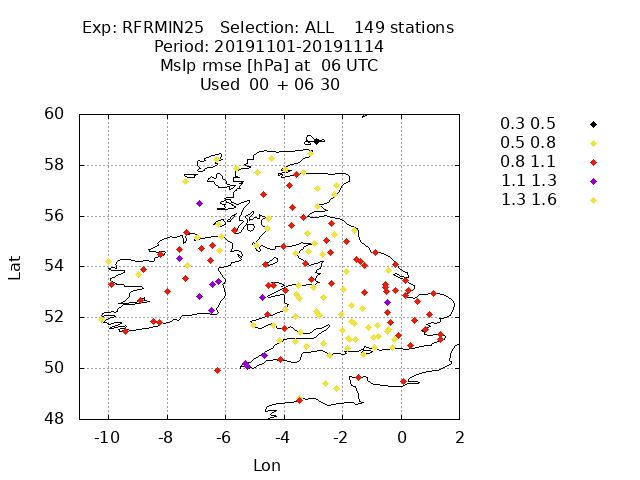 Exp: RFRMIN25 Selection: ALL 149 stations
Period: 20191101-20191114
Mslp rmse [hPa] at 06 UTC
Used 00 + 06 30
0.3 0.5
0.5 0.8
0.8 1.1
1.1 1.3
1.3 1.6
60
58
56
54
52
50
48
Lat
-10 -8 -6 -4 -2 0 2
Lon